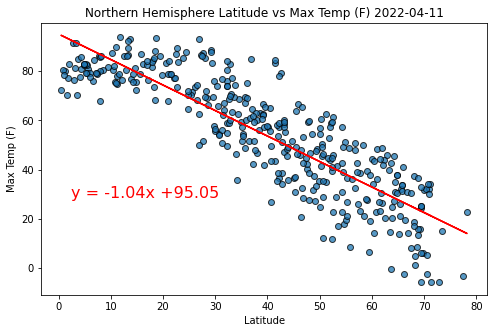 Northern Hemisphere Latitude vs Max Temp (F) 2022-04-11
Max Temp (F)
80
60
40
20
0
y = -1.04x +95.05
0 10 20 30 40 50 60 70 80
Latitude